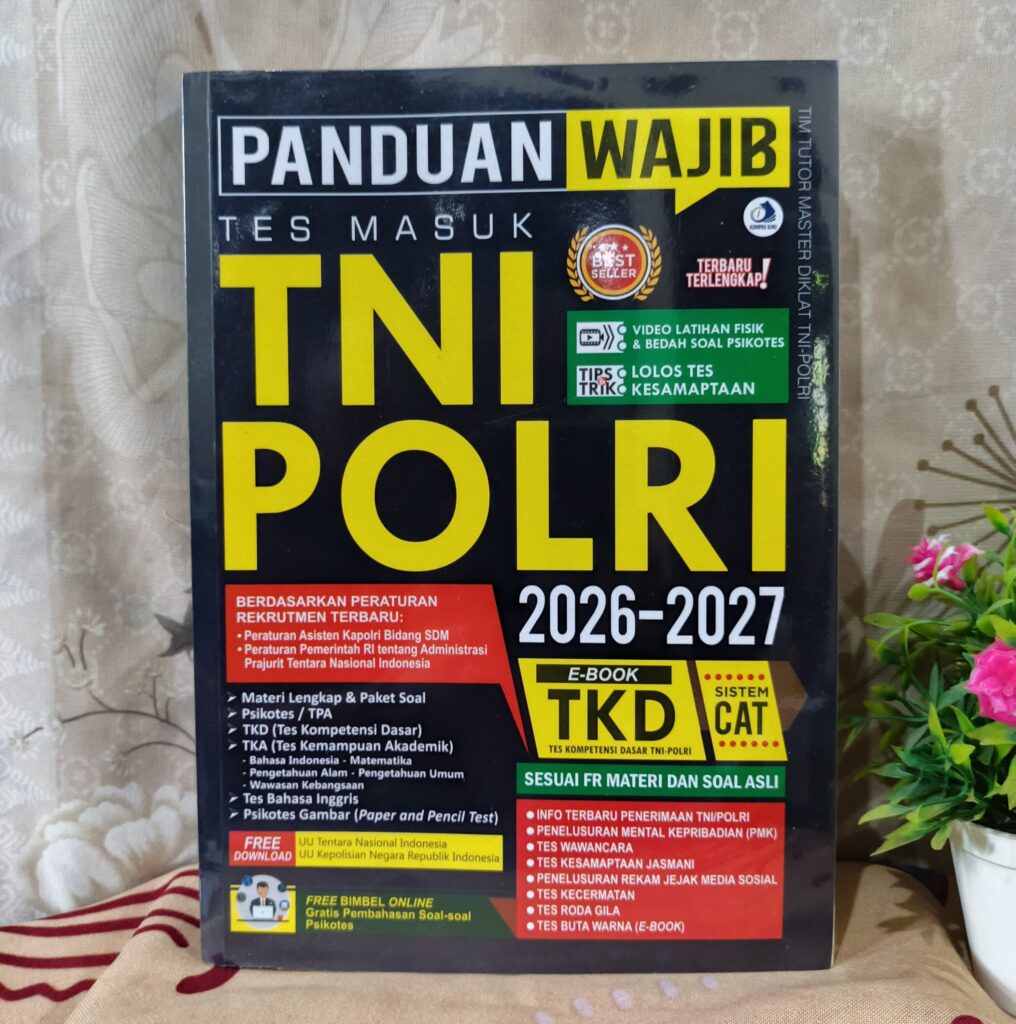 PANDUAN WAJIB
TES MASUK
TNI
POLRI
2026-2027
TIM TUTOR MASTER DIKLAT TNI-POLRI
KOMPAS ILMU
BEST
SELLER
TERBARU
TERLENGKAP!
VIDEO LATIHAN FISIK
& BEDAH SOAL PSIKOTES
TIPS & TRIK
LOLOS TES
KESAMAPTAAN
BERDASARKAN PERATURAN
REKRUTMEN TERBARU:
• Peraturan Asisten Kapolri Bidang SDM
• Peraturan Pemerintah RI tentang Administrasi
Prajurit Tentara Nasional Indonesia
➢ Materi Lengkap & Paket Soal
➢ Psikotes / TPA
➢ TKD (Tes Kompetensi Dasar)
➢ TKA (Tes Kemampuan Akademik)
- Bahasa Indonesia - Matematika
- Pengetahuan Alam - Pengetahuan Umum
- Wawasan Kebangsaan
➢ Tes Bahasa Inggris
➢ Psikotes Gambar (Paper and Pencil Test)
FREE
DOWNLOAD
UU Tentara Nasional Indonesia
UU Kepolisian Negara Republik Indonesia
FREE BIMBEL ONLINE
Gratis Pembahasan Soal-soal
Psikotes
E-BOOK
TKD
TES KOMPETENSI DASAR TNI-POLRI
SISTEM
CAT
SESUAI FR MATERI DAN SOAL ASLI
• INFO TERBARU PENERIMAAN TNI/POLRI
• PENELUSURAN MENTAL KEPRIBADIAN (PMK)
• TES WAWANCARA
• TES KESAMAPTAAN JASMANI
• PENELUSURAN REKAM JEJAK MEDIA SOSIAL
• TES KECERMATAN
• TES RODA GILA
• TES BUTA WARNA (E-BOOK)